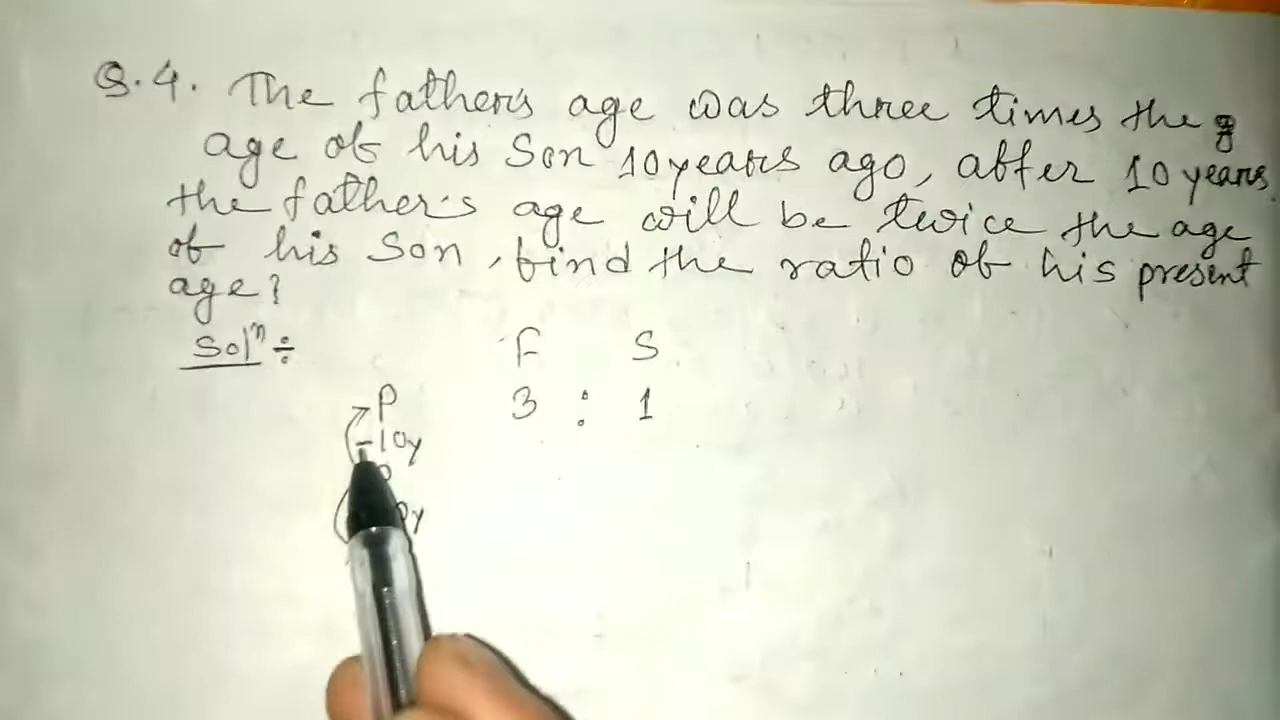 Q.4. The father's age was three times the
age of his Son 10 years ago, after 10 years
the father's age will be twice the age
of his Son, find the ratio of his present
age?
Solⁿ ÷
F S
P 3 : 1
-10y
P